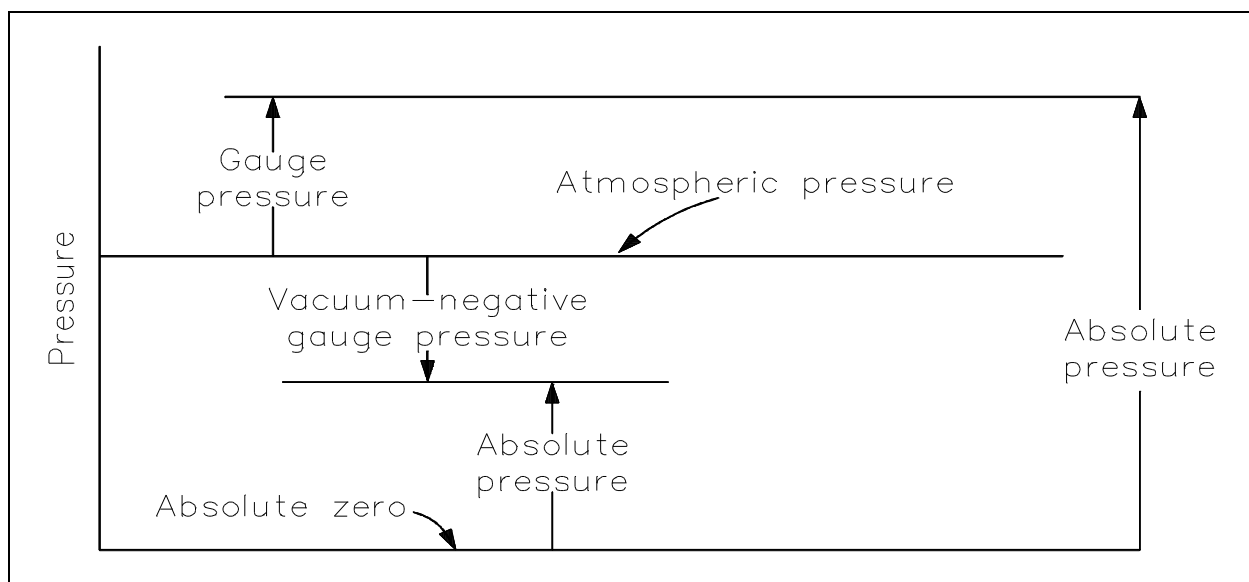 Gauge
pressure
Atmospheric pressure
Pressure
Vacuum-negative
gauge pressure
Absolute
pressure
Absolute
pressure
Absolute zero